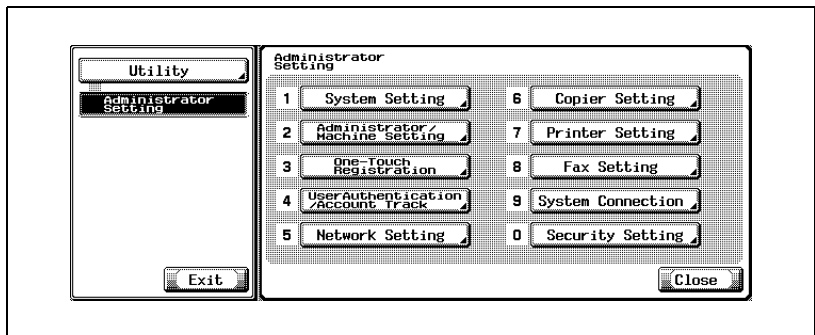 Utility
Administrator
Setting
Exit
Administrator
Setting
1 System Setting
2 Administrator/
Machine Setting
3 One-Touch
Registration
4 UserAuthentication
/Account Track
5 Network Setting
6 Copier Setting
7 Printer Setting
8 Fax Setting
9 System Connection
0 Security Setting
Close